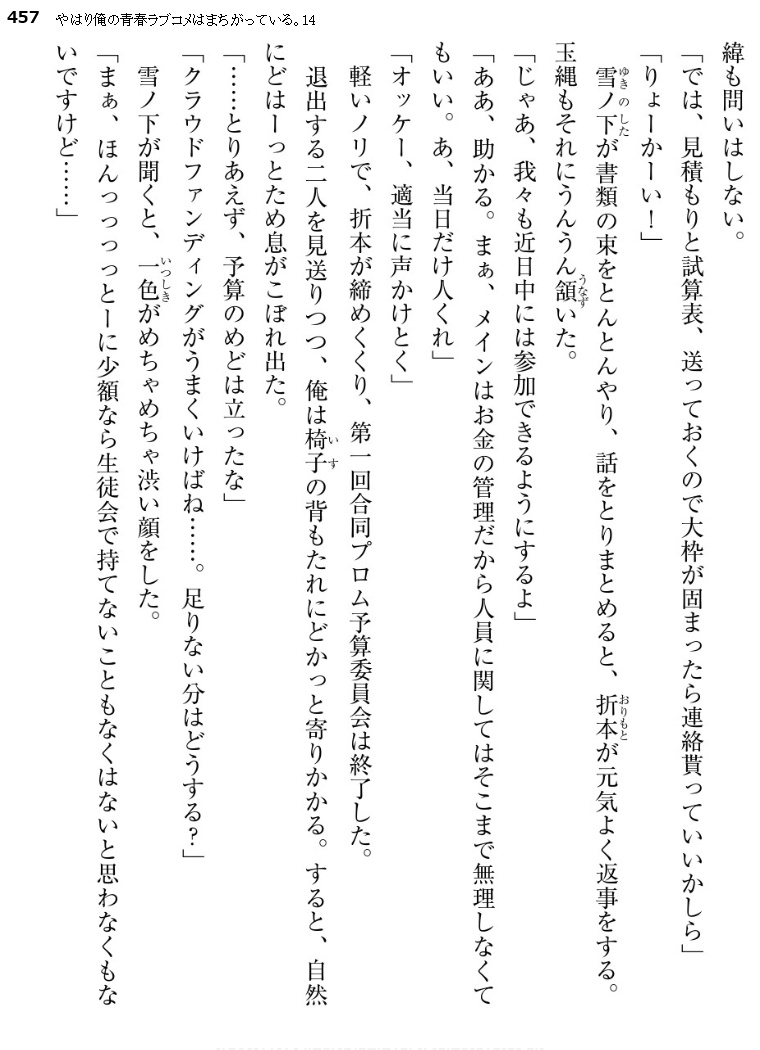 457 やはり俺の青春ラブコメはまちがっている。14
緯も問いはしない。
「では、見積もりと試算表、送っておくので大枠が固まったら連絡貰っていいかしら」
「りょーかーい！」
雪ノ下が書類の束をとんとんやり、話をとりまとめると、折本が元気よく返事をする。
玉縄もそれにうんうん頷いた。
「じゃあ、我々も近日中には参加できるようにするよ」
「ああ、助かる。まぁ、メインはお金の管理だから人員に関してはそこまで無理しなくて
もいい。あ、当日だけ人くれ」
「オッケー、適当に声かけとく」
軽いノリで、折本が締めくくり、第一回合同プロム予算委員会は終了した。
退出する二人を見送りつつ、俺は椅子の背もたれにどかっと寄りかかる。すると、自然
にどはーっとため息がこぼれ出た。
「……とりあえず、予算のめどは立ったな」
「クラウドファンディングがうまくいけばね……。足りない分はどうする？」
雪ノ下が聞くと、一色がめちゃめちゃ渋い顔をした。
「まぁ、ほんっっっっとーに少額なら生徒会で持てないこともなくはないと思わなくもな
いですけど……」